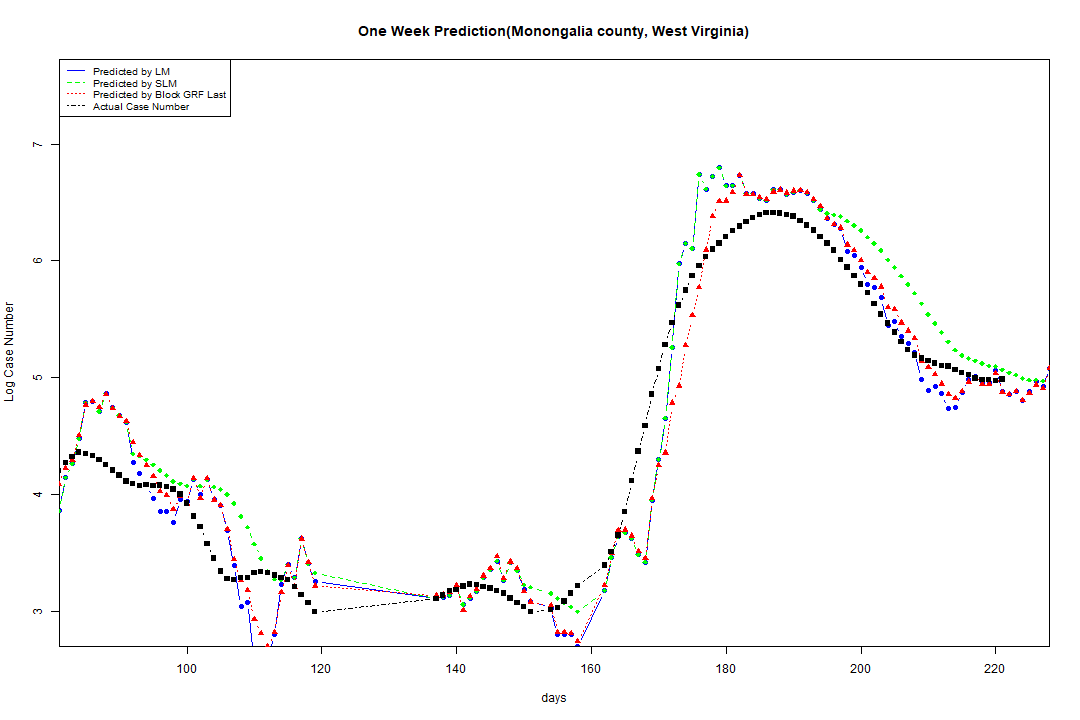 One Week Prediction(Monongalia county, West Virginia)
Predicted by LM
Predicted by SLM
Predicted by Block GRF Last
Actual Case Number
7
6
5
4
3
Log Case Number
100 120 140 160 180 200 220
days